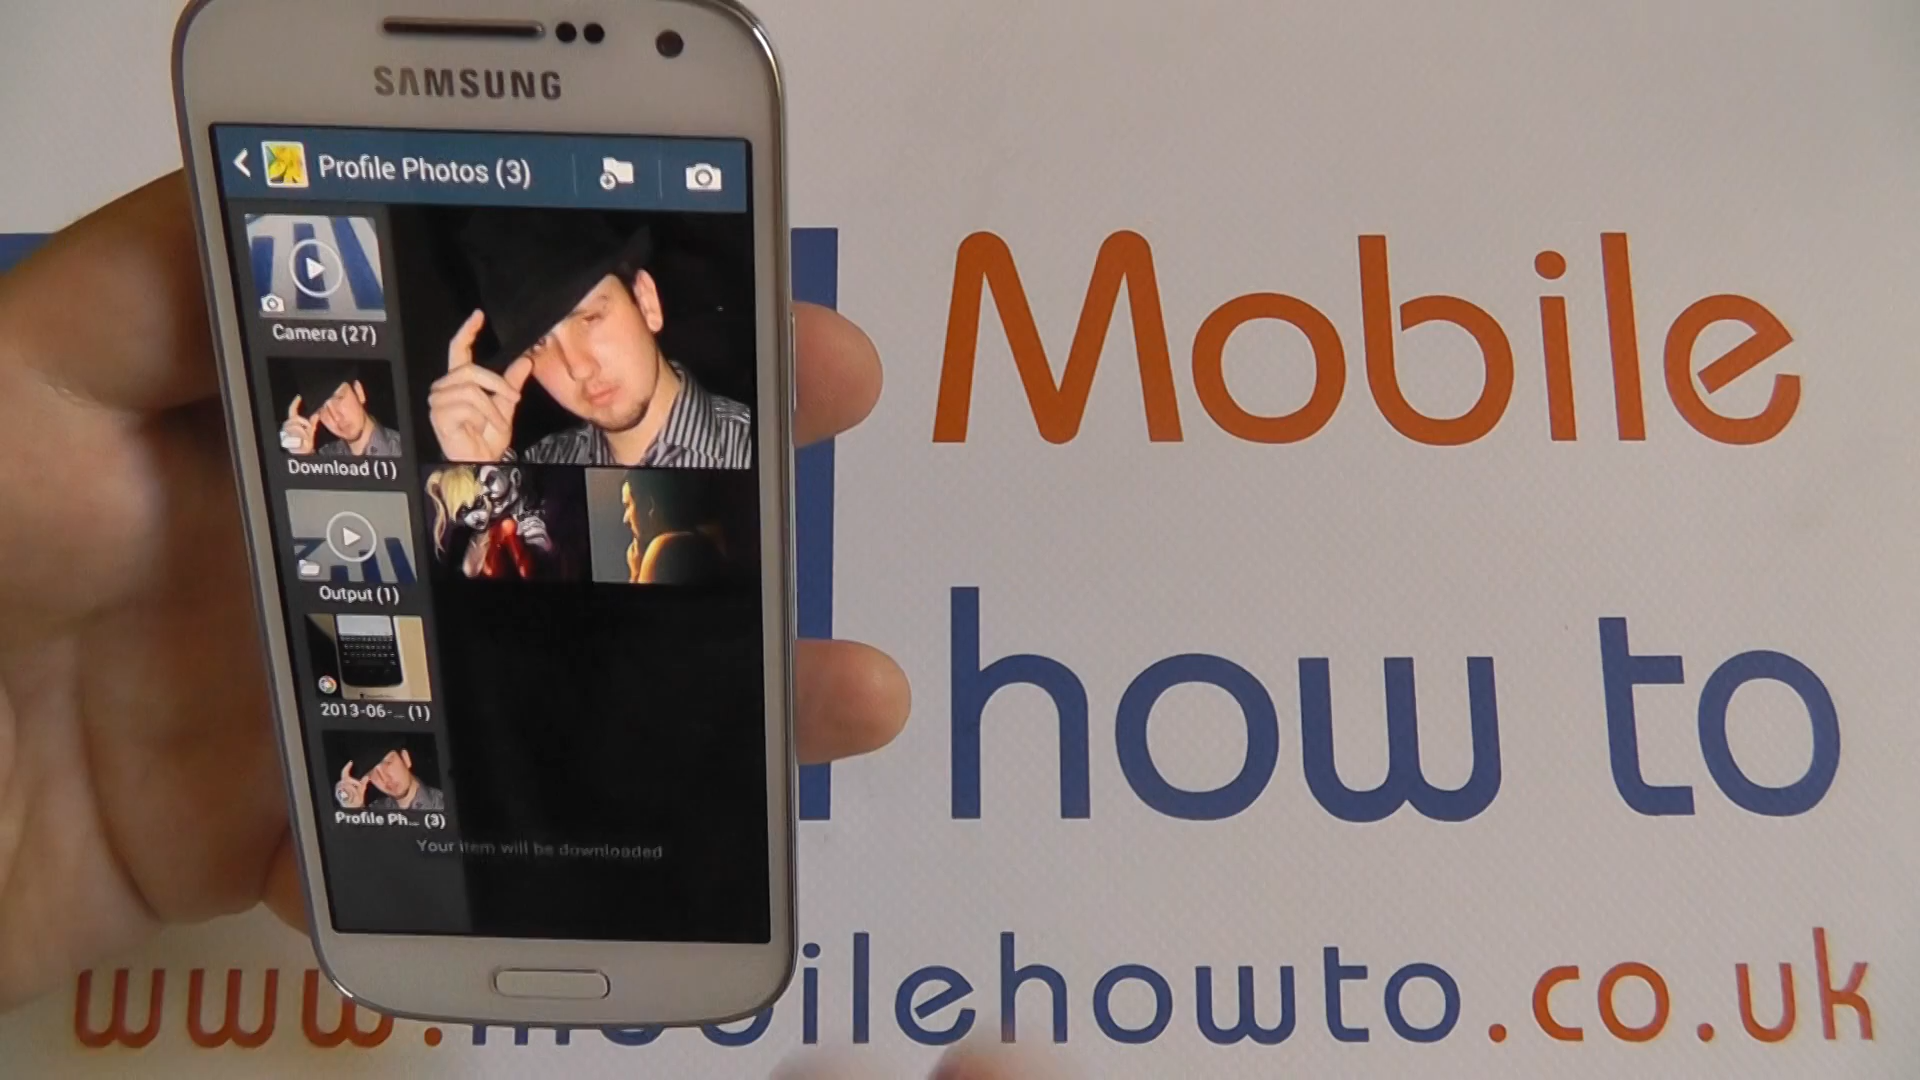 SAMSUNG
Profile Photos (3)
Camera (27)
Download (1)
Output (1)
2013-06-... (1)
Profile Ph... (3)
Your item will be downloaded
Mobile
how to
www.mobilehowto.co.uk